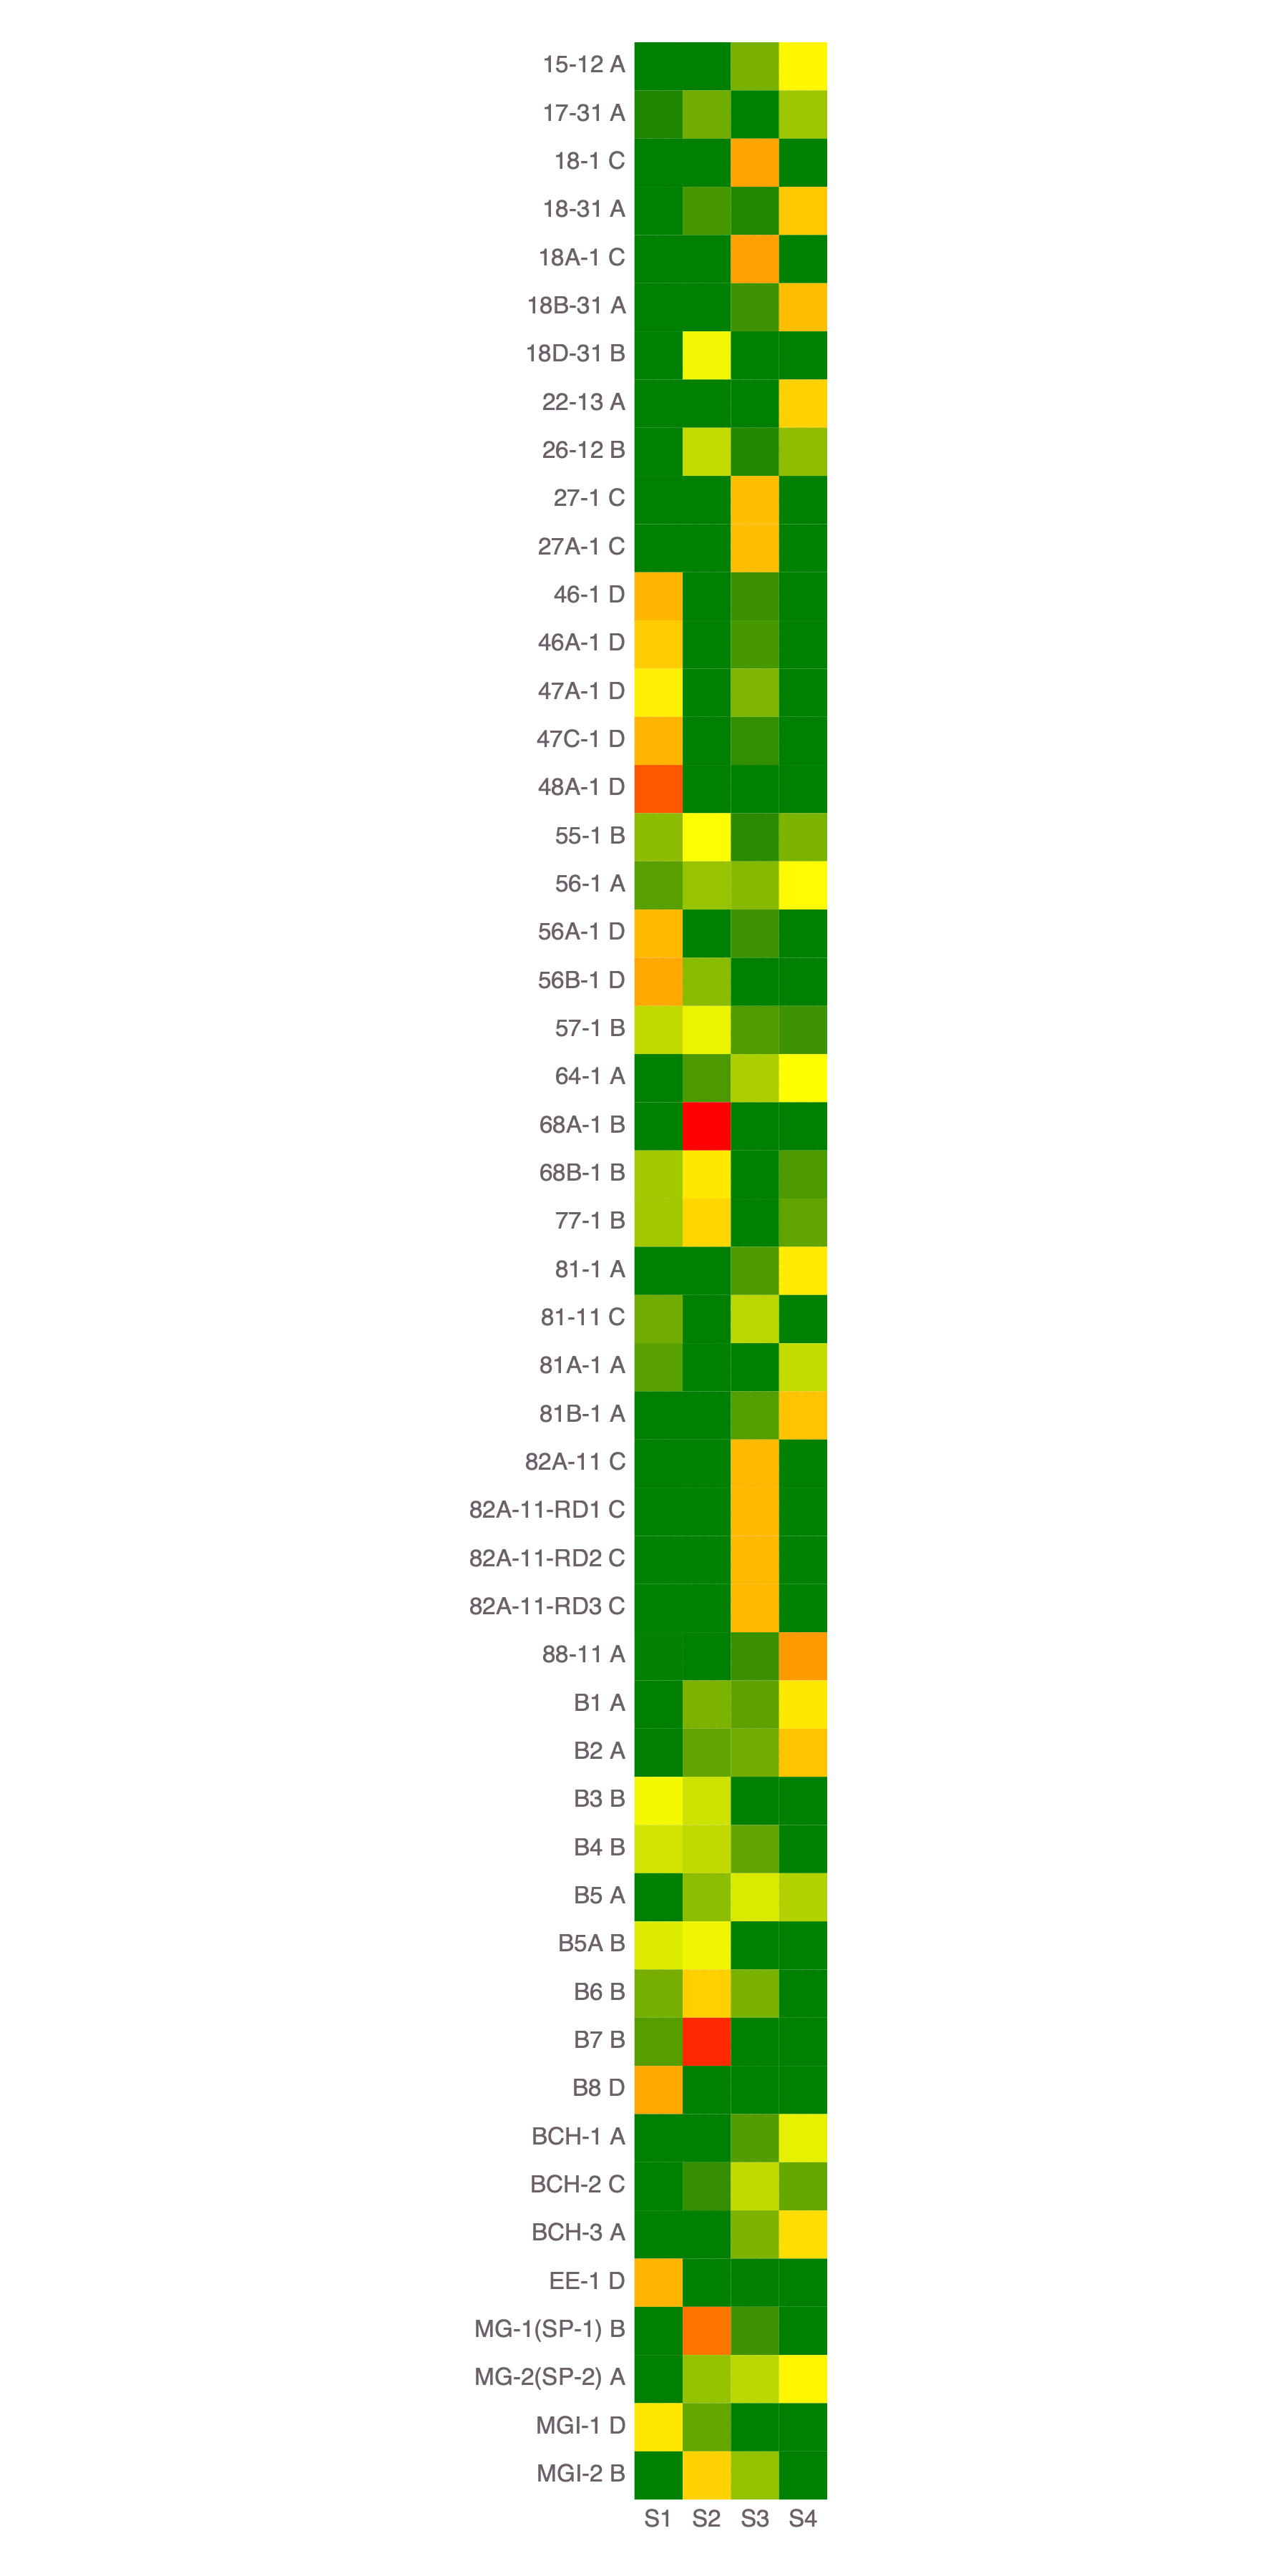 15-12 A
17-31 A
18-1 C
18-31 A
18A-1 C
18B-31 A
18D-31 B
22-13 A
26-12 B
27-1 C
27A-1 C
46-1 D
46A-1 D
47A-1 D
47C-1 D
48A-1 D
55-1 B
56-1 A
56A-1 D
56B-1 D
57-1 B
64-1 A
68A-1 B
68B-1 B
77-1 B
81-1 A
81-11 C
81A-1 A
81B-1 A
82A-11 C
82A-11-RD1 C
82A-11-RD2 C
82A-11-RD3 C
88-11 A
B1 A
B2 A
B3 B
B4 B
B5 A
B5A B
B6 B
B7 B
B8 D
BCH-1 A
BCH-2 C
BCH-3 A
EE-1 D
MG-1(SP-1) B
MG-2(SP-2) A
MGI-1 D
MGI-2 B
S1 S2 S3 S4